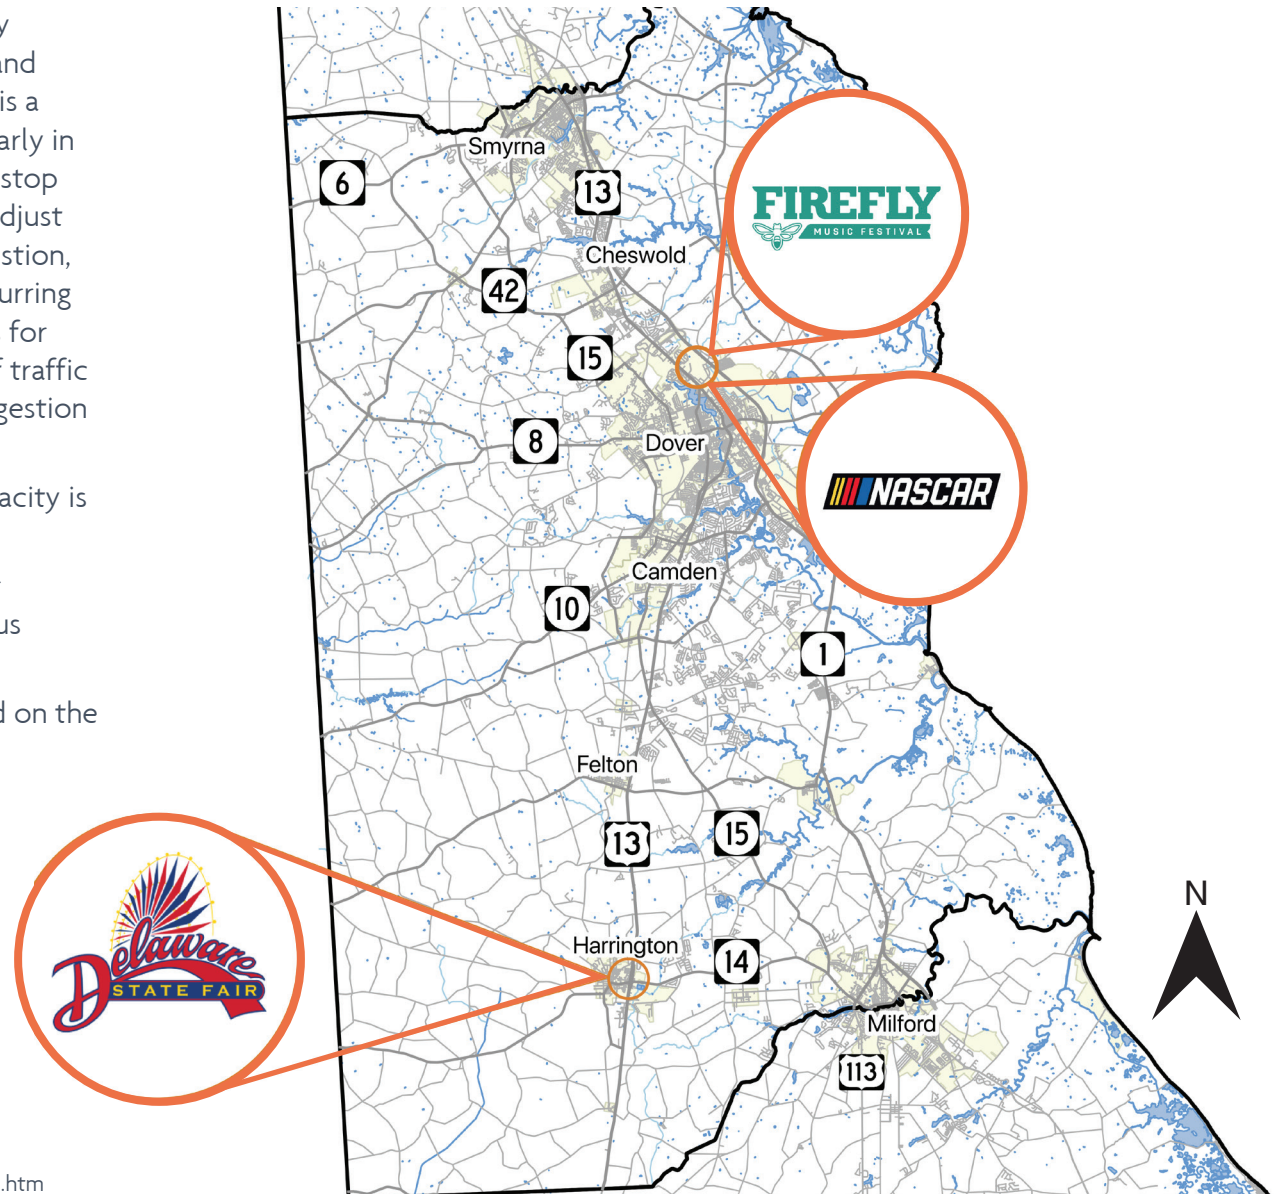 y
and
is a
arly in
stop
djust
estion,
urring
for
f traffic
gestion
acity is
us
d on the
.htm
Smyrna
6
13
Cheswold
42
15
8
Dover
Camden
10
1
Felton
13
15
Harrington
14
Milford
113
FIREFLY
MUSIC FESTIVAL
NASCAR
Delaware
STATE FAIR
N